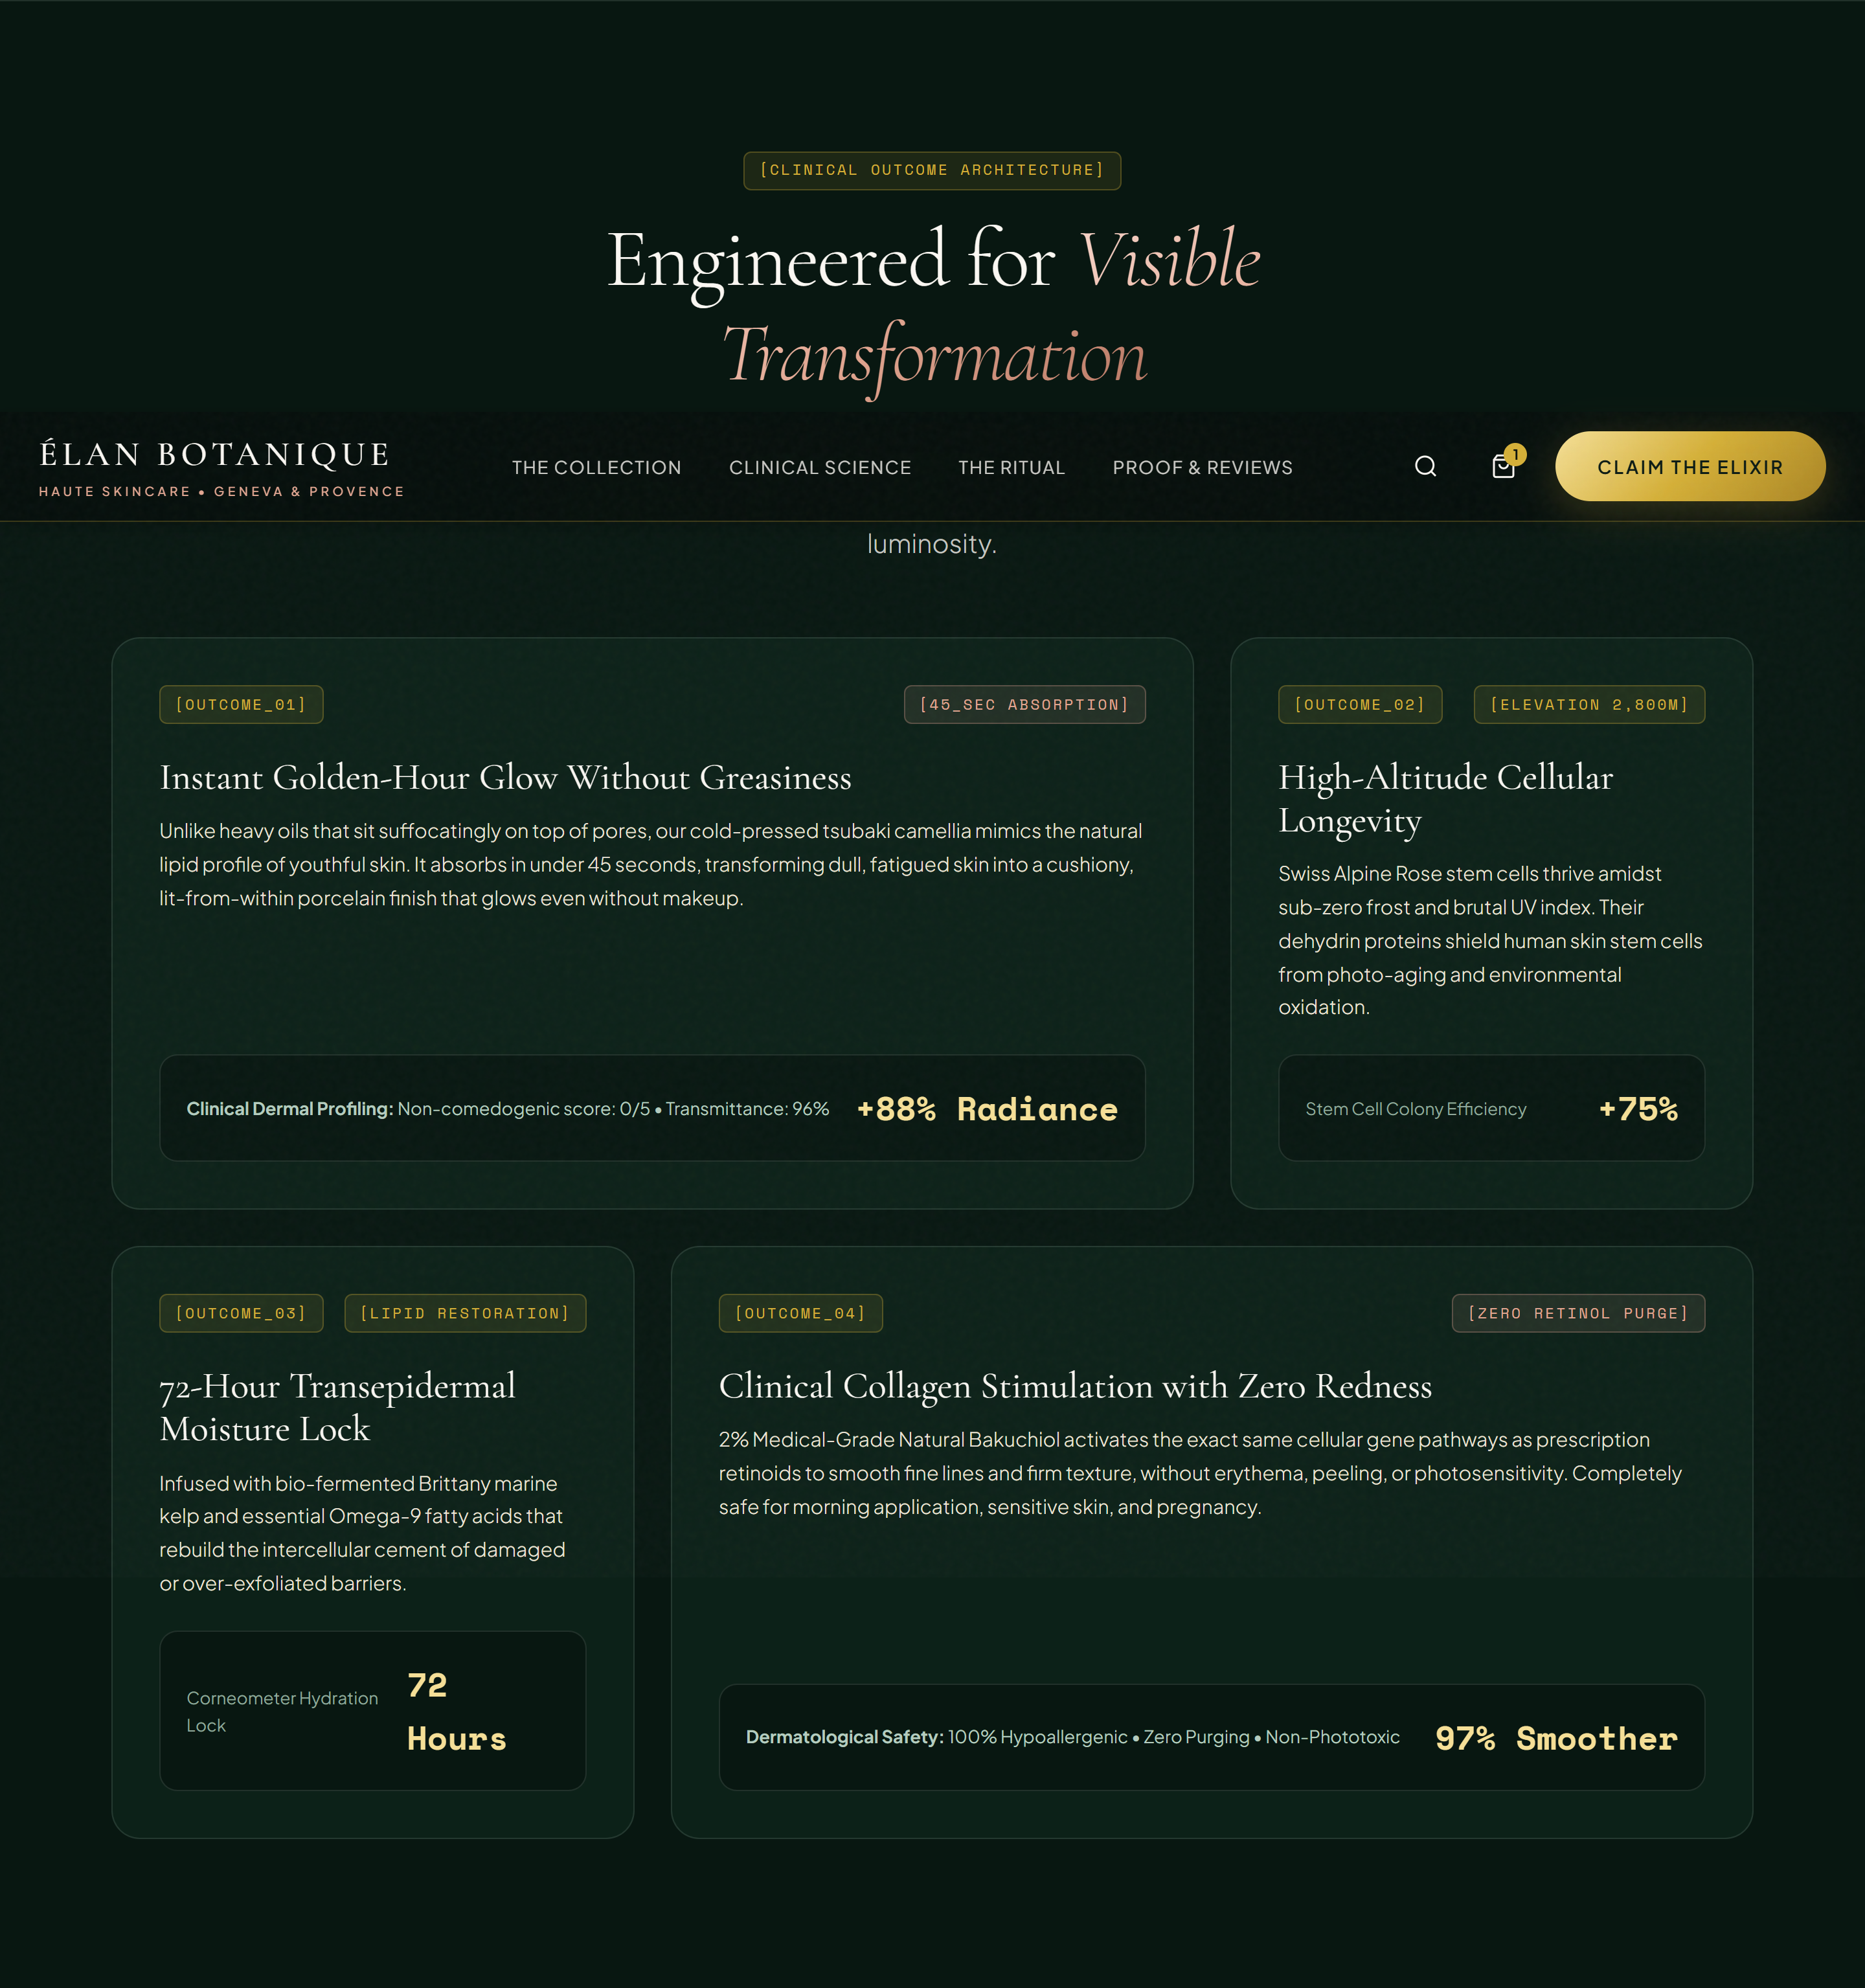 [CLINICAL OUTCOME ARCHITECTURE]
Engineered for Visible
Transformation
ÉLAN BOTANIQUE
HAUTE SKINCARE • GENEVA & PROVENCE
THE COLLECTION
CLINICAL SCIENCE
THE RITUAL
PROOF & REVIEWS
1
CLAIM THE ELIXIR
luminosity.
[OUTCOME_01]
[45_SEC ABSORPTION]
Instant Golden-Hour Glow Without Greasiness
Unlike heavy oils that sit suffocatingly on top of pores, our cold-pressed tsubaki camellia mimics the natural
lipid profile of youthful skin. It absorbs in under 45 seconds, transforming dull, fatigued skin into a cushiony,
lit-from-within porcelain finish that glows even without makeup.
Clinical Dermal Profiling: Non-comedogenic score: 0/5 • Transmittance: 96%
+88% Radiance
[OUTCOME_02]
[ELEVATION 2,800M]
High-Altitude Cellular
Longevity
Swiss Alpine Rose stem cells thrive amidst
sub-zero frost and brutal UV index. Their
dehydrin proteins shield human skin stem cells
from photo-aging and environmental
oxidation.
Stem Cell Colony Efficiency
+75%
[OUTCOME_03]
[LIPID RESTORATION]
72-Hour Transepidermal
Moisture Lock
Infused with bio-fermented Brittany marine
kelp and essential Omega-9 fatty acids that
rebuild the intercellular cement of damaged
or over-exfoliated barriers.
Corneometer Hydration
Lock
72
Hours
[OUTCOME_04]
[ZERO RETINOL PURGE]
Clinical Collagen Stimulation with Zero Redness
2% Medical-Grade Natural Bakuchiol activates the exact same cellular gene pathways as prescription
retinoids to smooth fine lines and firm texture, without erythema, peeling, or photosensitivity. Completely
safe for morning application, sensitive skin, and pregnancy.
Dermatological Safety: 100% Hypoallergenic • Zero Purging • Non-Phototoxic
97% Smoother